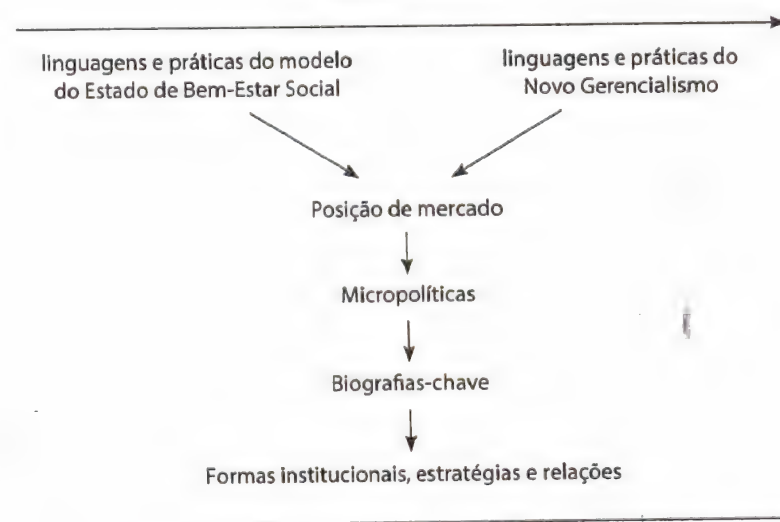 linguagens e práticas do modelo
do Estado de Bem-Estar Social
linguagens e práticas do
Novo Gerencialismo
Posição de mercado
Micropolíticas
Biografias-chave
Formas institucionais, estratégias e relações